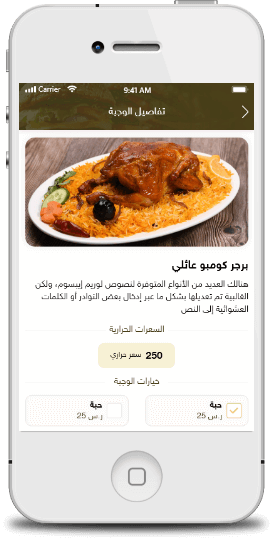 Carrier 9:41 AM
تفاصيل الوجبة
برجر كومبو عائلي
هنالك العديد من الأنواع المتوفرة لنصوص لوريم إيبسوم، ولكن
الغالبية تم تعديلها بشكل ما عبر إدخال بعض النوادر أو الكلمات
العشوائية إلى النص
السعرات الحرارية
250 سعر حراري
خيارات الوجبة
حبة حبة
25 ر.س 25 ر.س